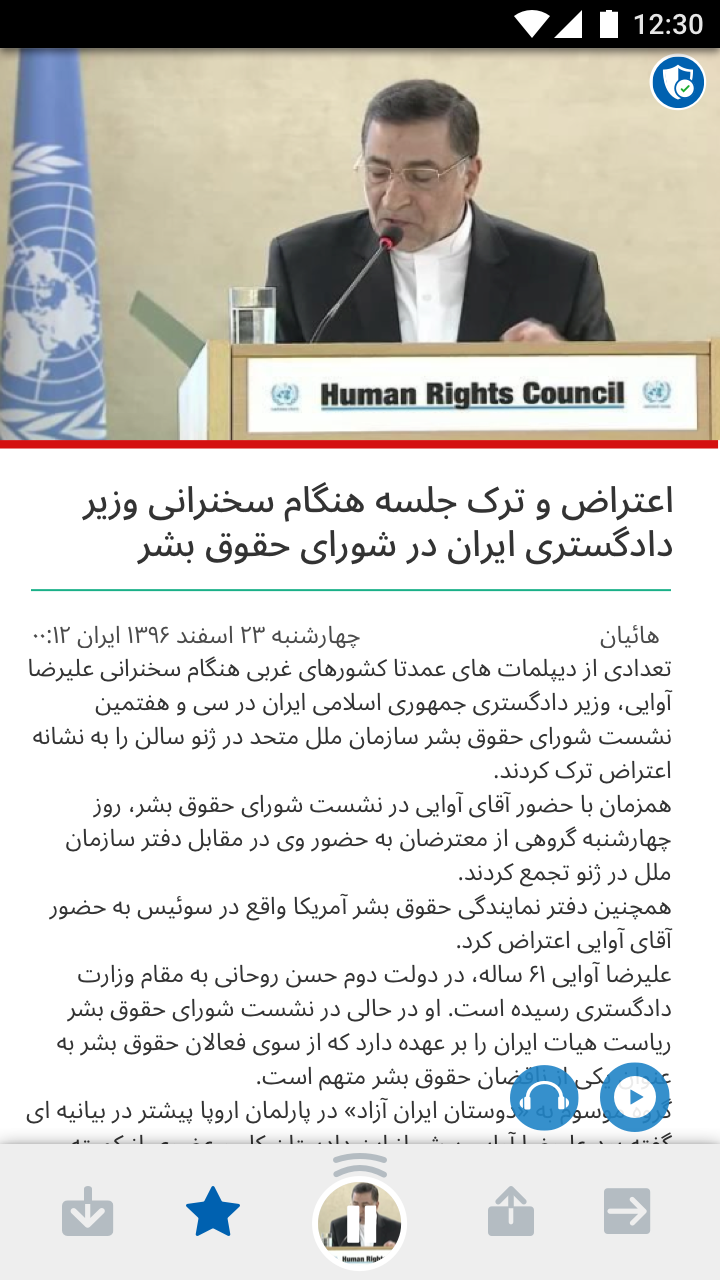 12:30
Human Rights Council
اعتراض و ترک جلسه هنگام سخنرانی وزیر
دادگستری ایران در شورای حقوق بشر
هائیان
چهارشنبه ۲۳ اسفند ۱۳۹۶ ایران ۰۰:۱۲
تعدادی از دیپلمات های عمدتا کشورهای غربی هنگام سخنرانی علیرضا
آوایی، وزیر دادگستری جمهوری اسلامی ایران در سی و هفتمین
نشست شورای حقوق بشر سازمان ملل متحد در ژنو سالن را به نشانه
اعتراض ترک کردند.
همزمان با حضور آقای آوایی در نشست شورای حقوق بشر، روز
چهارشنبه گروهی از معترضان به حضور وی در مقابل دفتر سازمان
ملل در ژنو تجمع کردند.
همچنین دفتر نمایندگی حقوق بشر آمریکا واقع در سوئیس به حضور
آقای آوایی اعتراض کرد.
علیرضا آوایی ۶۱ ساله، در دولت دوم حسن روحانی به مقام وزارت
دادگستری رسیده است. او در حالی در نشست شورای حقوق بشر
ریاست هیات ایران را بر عهده دارد که از سوی فعالان حقوق بشر به
عنوان یکی از ناقضان حقوق بشر متهم است.
گروه موسوم به «دوستان ایران آزاد» در پارلمان اروپا پیشتر در بیانیه ای
Human Right